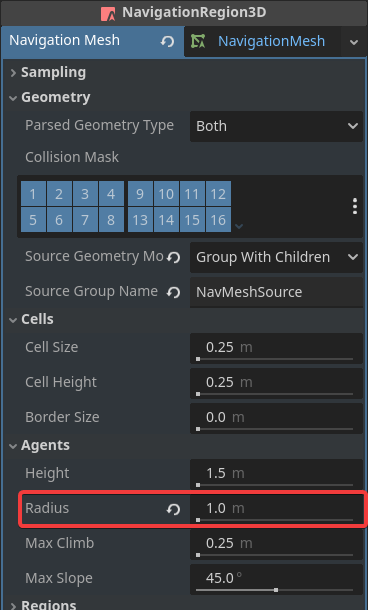 NavigationRegion3D
Navigation Mesh NavigationMesh
Sampling
Geometry
Parsed Geometry Type Both
Collision Mask
1 2 3 4 9 10 11 12
5 6 7 8 13 14 15 16
Source Geometry Mo Group With Children
Source Group Name NavMeshSource
Cells
Cell Size 0.25 m
Cell Height 0.25 m
Border Size 0.0 m
Agents
Height 1.5 m
Radius 1.0 m
Max Climb 0.25 m
Max Slope 45.0 °
Regions